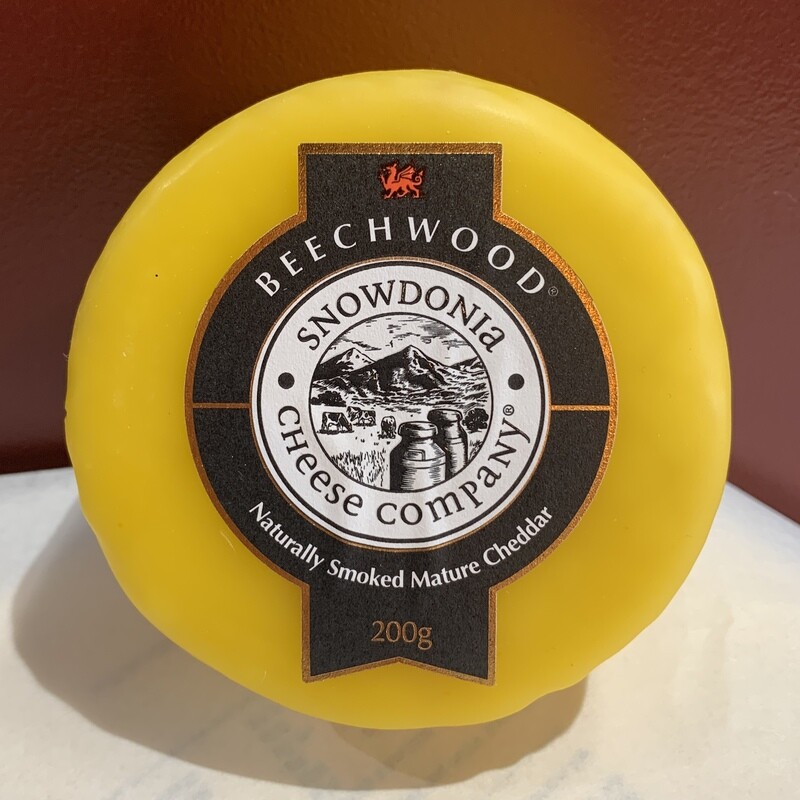 BEECHWOOD®
SNOWDONIa
CHeese company®
Naturally Smoked Mature Cheddar
200g